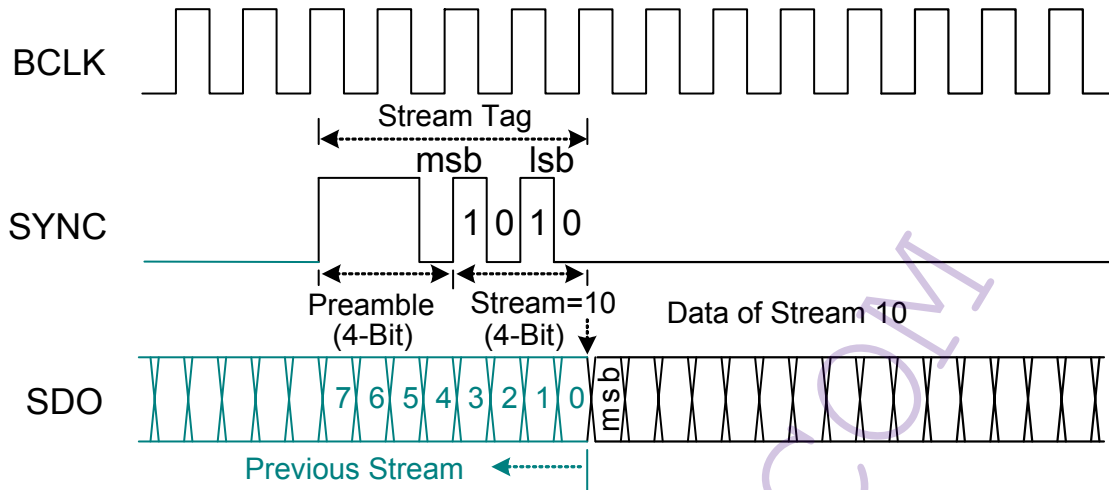 BCLK
Stream Tag
msb lsb
SYNC
1 0 1 0
Preamble
(4-Bit)
Stream=10
(4-Bit)
Data of Stream 10
SDO
7 6 5 4 3 2 1 0
msb
Previous Stream
COM